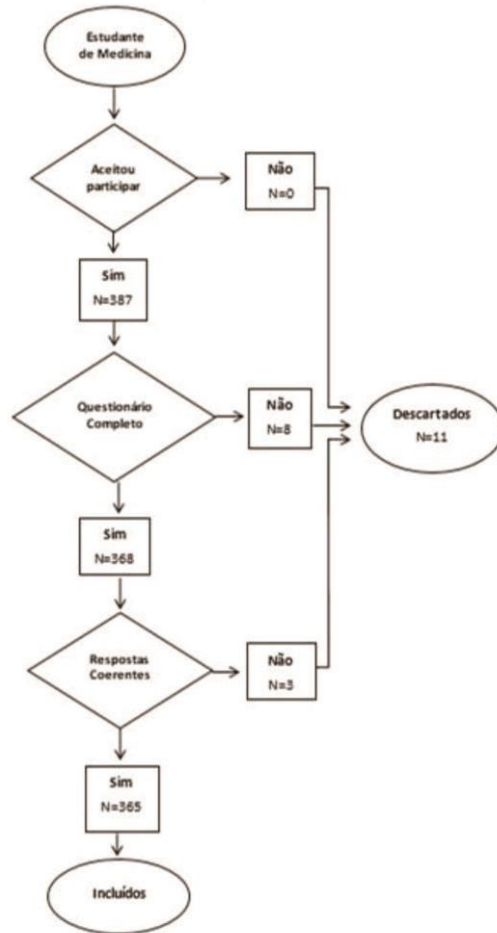 Estudante
de Medicina
Aceitou
participar
Não
N=0
Sim
N=387
Questionário
Completo
Não
N=8
Descartados
N=11
Sim
N=368
Respostas
Coerentes
Não
N=3
Sim
N=365
Incluídos